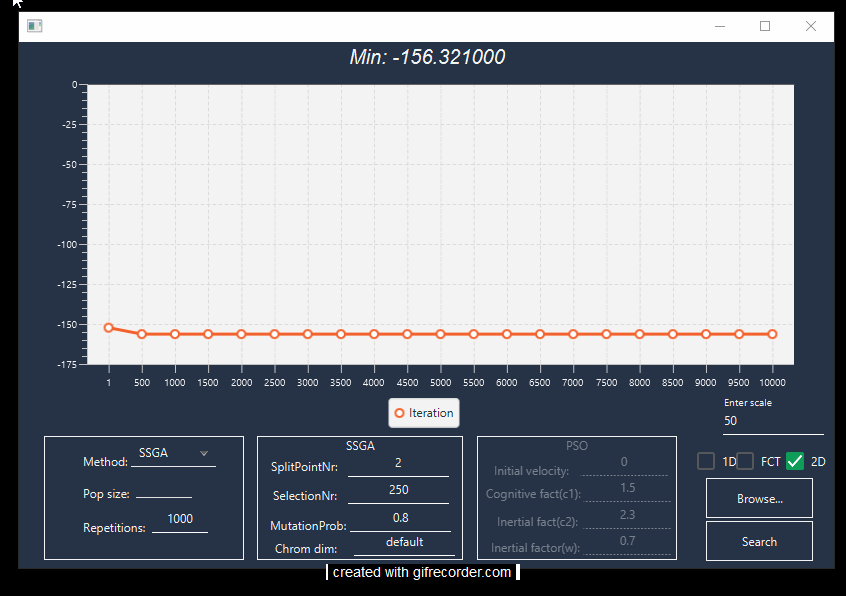 Min: -156.321000
0
-25
-50
-75
-100
-125
-150
-175
1 500 1000 1500 2000 2500 3000 3500 4000 4500 5000 5500 6000 6500 7000 7500 8000 8500 9000 9500 10000
Iteration
Enter scale
50
Method: SSGA
Pop size:
Repetitions: 1000
SSGA
SplitPointNr: 2
SelectionNr: 250
MutationProb: 0.8
Chrom dim: default
PSO
Initial velocity: 0
Cognitive fact(c1): 1.5
Inertial fact(c2): 2.3
Inertial factor(w): 0.7
1D FCT 2D
Browse...
Search
created with gifrecorder.com